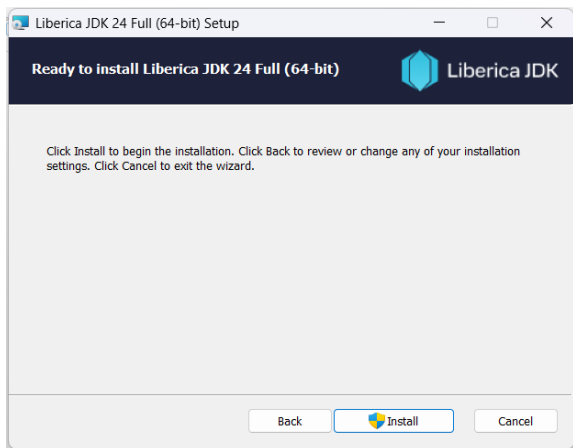 Liberica JDK 24 Full (64-bit) Setup
Ready to install Liberica JDK 24 Full (64-bit)
Liberica JDK
Click Install to begin the installation. Click Back to review or change any of your installation
settings. Click Cancel to exit the wizard.
Back
Install
Cancel